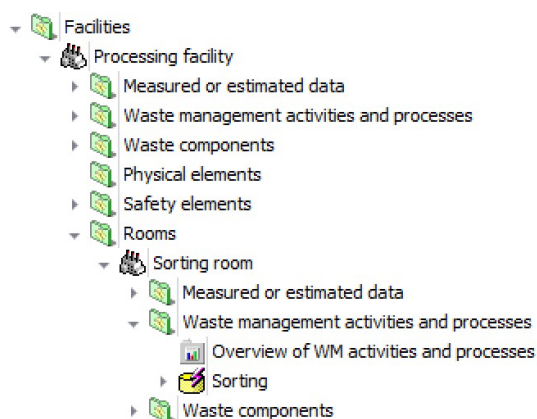 Facilities
Processing facility
Measured or estimated data
Waste management activities and processes
Waste components
Physical elements
Safety elements
Rooms
Sorting room
Measured or estimated data
Waste management activities and processes
Overview of WM activities and processes
Sorting
Waste components